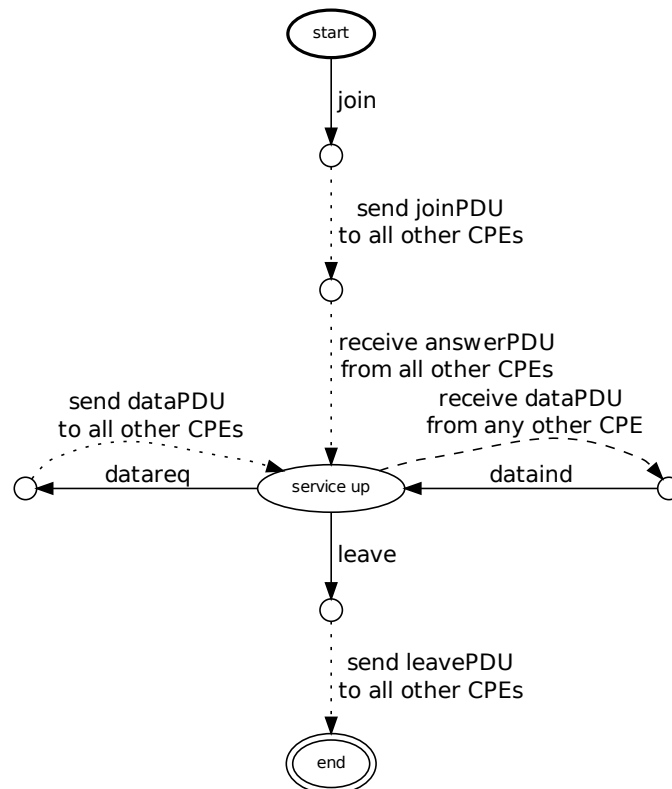 start
join
send joinPDU
to all other CPEs
receive answerPDU
from all other CPEs
send dataPDU
to all other CPEs
receive dataPDU
from any other CPE
datareq
service up
dataind
leave
send leavePDU
to all other CPEs
end